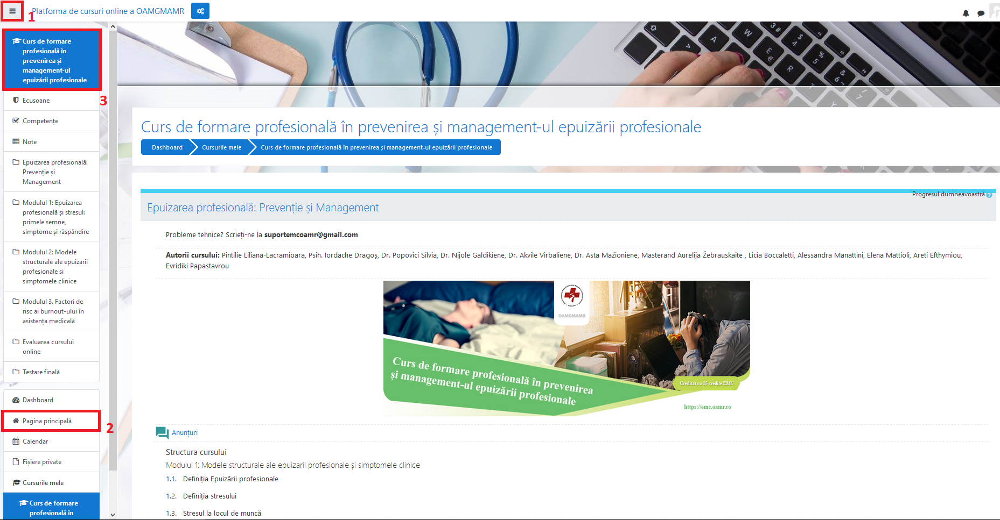 1
Platforma de cursuri online a OAMGMAMR
Curs de formare
profesională în
prevenirea și
management-ul
epuizării profesionale
3
Ecusoane
Competențe
Note
Epuizarea profesională:
Prevenție și
Management
Modulul 1: Epuizarea
profesională și stresul:
primele semne,
simptome și răspândire
Modulul 2: Modele
structurale ale epuizarii
profesionale si
simptomele clinice
Modulul 3. Factori de
risc ai burnout-ului în
asistența medicală
Evaluarea cursului
online
Testare finală
Dashboard
Pagina principală
2
Calendar
Fișiere private
Cursurile mele
Curs de formare
profesională în
Curs de formare profesională în prevenirea și management-ul epuizării profesionale
Dashboard
Cursurile mele
Curs de formare profesională în prevenirea și management-ul epuizării profesionale
Progresul dumneavoastră ?
Epuizarea profesională: Prevenție și Management
Probleme tehnice? Scrieți-ne la suportemcoamr@gmail.com
Autorii cursului: Pintilie Liliana-Lacramioara, Psih. Iordache Dragoș, Dr. Popovici Silvia, Dr. Nijolė Galdikienė, Dr. Akvilė Virbalienė, Dr. Asta Mažionienė, Masterand Aurelija Žebrauskaitė , Licia Boccaletti, Alessandra Manattini, Elena Mattioli, Areti Efthymiou,
Evridiki Papastavrou
OAMGMAMR
Curs de formare profesională în prevenirea
și management-ul epuizării profesionale
Creditat cu 15 credite EMC
https://emc.oamr.ro
Anunțuri
Structura cursului
Modulul 1: Modele structurale ale epuizarii profesionale și simptomele clinice
1.1. Definiția Epuizării profesionale
1.2. Definiția stresului
1.3. Stresul la locul de muncă